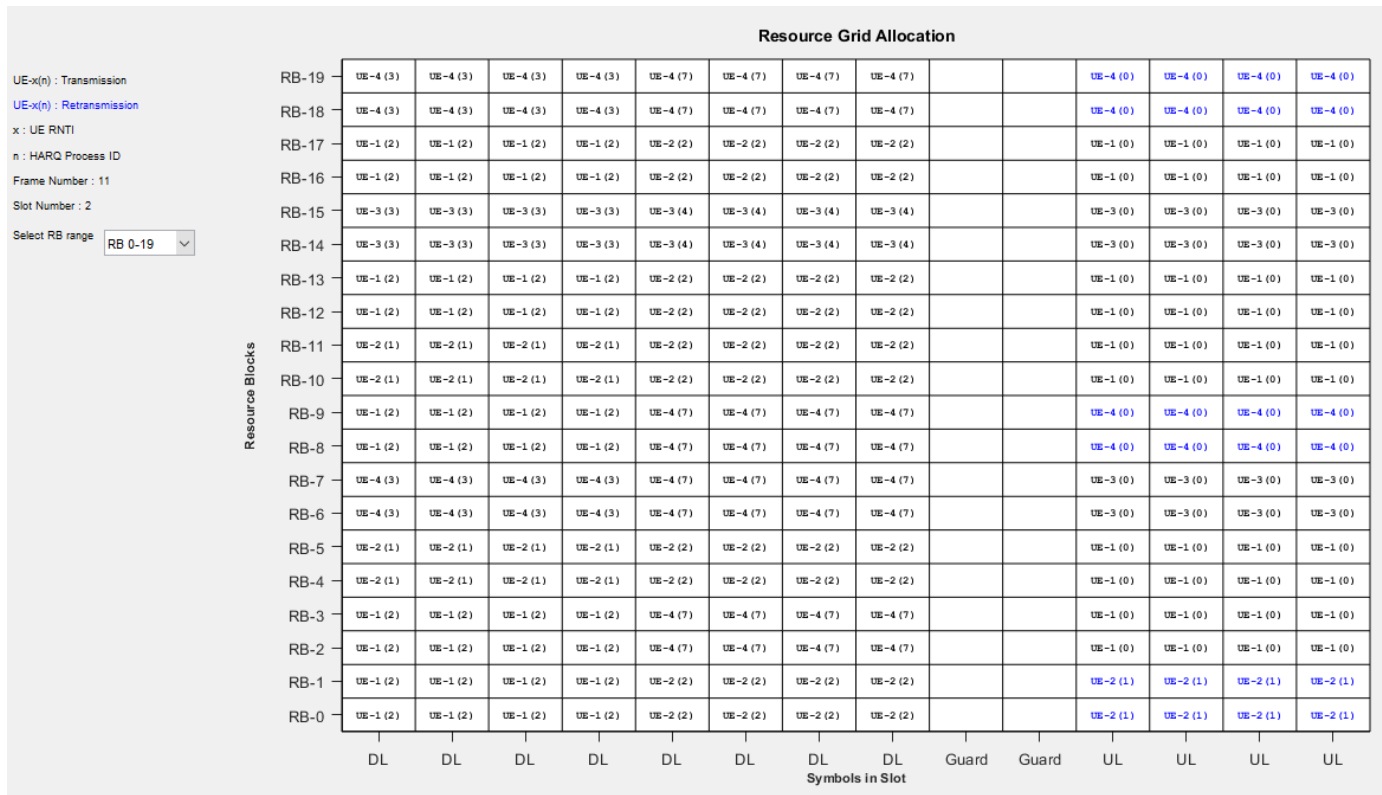 Resource Grid Allocation
UE-x(n) : Transmission
UE-x(n) : Retransmission
x : UE RNTI
n : HARQ Process ID
Frame Number : 11
Slot Number : 2
Select RB range RB 0-19
Resource Blocks
RB-19 UE-4(3) UE-4(3) UE-4(3) UE-4(3) UE-4(7) UE-4(7) UE-4(7) UE-4(7) UE-4(0) UE-4(0) UE-4(0) UE-4(0)
RB-18 UE-4(3) UE-4(3) UE-4(3) UE-4(3) UE-4(7) UE-4(7) UE-4(7) UE-4(7) UE-4(0) UE-4(0) UE-4(0) UE-4(0)
RB-17 UE-1(2) UE-1(2) UE-1(2) UE-1(2) UE-2(2) UE-2(2) UE-2(2) UE-2(2) UE-1(0) UE-1(0) UE-1(0) UE-1(0)
RB-16 UE-1(2) UE-1(2) UE-1(2) UE-1(2) UE-2(2) UE-2(2) UE-2(2) UE-2(2) UE-1(0) UE-1(0) UE-1(0) UE-1(0)
RB-15 UE-3(3) UE-3(3) UE-3(3) UE-3(3) UE-3(4) UE-3(4) UE-3(4) UE-3(4) UE-3(0) UE-3(0) UE-3(0) UE-3(0)
RB-14 UE-3(3) UE-3(3) UE-3(3) UE-3(3) UE-3(4) UE-3(4) UE-3(4) UE-3(4) UE-3(0) UE-3(0) UE-3(0) UE-3(0)
RB-13 UE-1(2) UE-1(2) UE-1(2) UE-1(2) UE-2(2) UE-2(2) UE-2(2) UE-2(2) UE-1(0) UE-1(0) UE-1(0) UE-1(0)
RB-12 UE-1(2) UE-1(2) UE-1(2) UE-1(2) UE-2(2) UE-2(2) UE-2(2) UE-2(2) UE-1(0) UE-1(0) UE-1(0) UE-1(0)
RB-11 UE-2(1) UE-2(1) UE-2(1) UE-2(1) UE-2(2) UE-2(2) UE-2(2) UE-2(2) UE-1(0) UE-1(0) UE-1(0) UE-1(0)
RB-10 UE-2(1) UE-2(1) UE-2(1) UE-2(1) UE-2(2) UE-2(2) UE-2(2) UE-2(2) UE-1(0) UE-1(0) UE-1(0) UE-1(0)
RB-9 UE-1(2) UE-1(2) UE-1(2) UE-1(2) UE-4(7) UE-4(7) UE-4(7) UE-4(7) UE-4(0) UE-4(0) UE-4(0) UE-4(0)
RB-8 UE-1(2) UE-1(2) UE-1(2) UE-1(2) UE-4(7) UE-4(7) UE-4(7) UE-4(7) UE-4(0) UE-4(0) UE-4(0) UE-4(0)
RB-7 UE-4(3) UE-4(3) UE-4(3) UE-4(3) UE-4(7) UE-4(7) UE-4(7) UE-4(7) UE-3(0) UE-3(0) UE-3(0) UE-3(0)
RB-6 UE-4(3) UE-4(3) UE-4(3) UE-4(3) UE-4(7) UE-4(7) UE-4(7) UE-4(7) UE-3(0) UE-3(0) UE-3(0) UE-3(0)
RB-5 UE-2(1) UE-2(1) UE-2(1) UE-2(1) UE-2(2) UE-2(2) UE-2(2) UE-2(2) UE-1(0) UE-1(0) UE-1(0) UE-1(0)
RB-4 UE-2(1) UE-2(1) UE-2(1) UE-2(1) UE-2(2) UE-2(2) UE-2(2) UE-2(2) UE-1(0) UE-1(0) UE-1(0) UE-1(0)
RB-3 UE-1(2) UE-1(2) UE-1(2) UE-1(2) UE-4(7) UE-4(7) UE-4(7) UE-4(7) UE-1(0) UE-1(0) UE-1(0) UE-1(0)
RB-2 UE-1(2) UE-1(2) UE-1(2) UE-1(2) UE-4(7) UE-4(7) UE-4(7) UE-4(7) UE-1(0) UE-1(0) UE-1(0) UE-1(0)
RB-1 UE-1(2) UE-1(2) UE-1(2) UE-1(2) UE-2(2) UE-2(2) UE-2(2) UE-2(2) UE-2(1) UE-2(1) UE-2(1) UE-2(1)
RB-0 UE-1(2) UE-1(2) UE-1(2) UE-1(2) UE-2(2) UE-2(2) UE-2(2) UE-2(2) UE-2(1) UE-2(1) UE-2(1) UE-2(1)
DL DL DL DL DL DL DL DL Guard Guard UL UL UL UL
Symbols in Slot